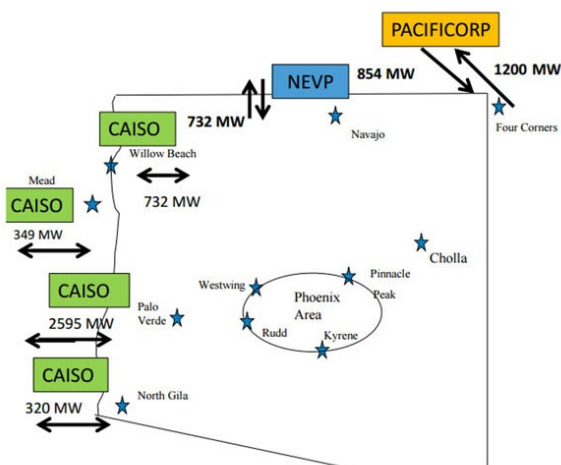 PACIFICORP
1200 MW
NEVP
854 MW
732 MW
CAISO
Navajo
Four Corners
Willow Beach
732 MW
Mead
CAISO
349 MW
Cholla
Pinnacle
Peak
Westwing
Phoenix
Area
CAISO
Palo
Verde
2595 MW
Rudd
Kyrene
CAISO
320 MW
North Gila